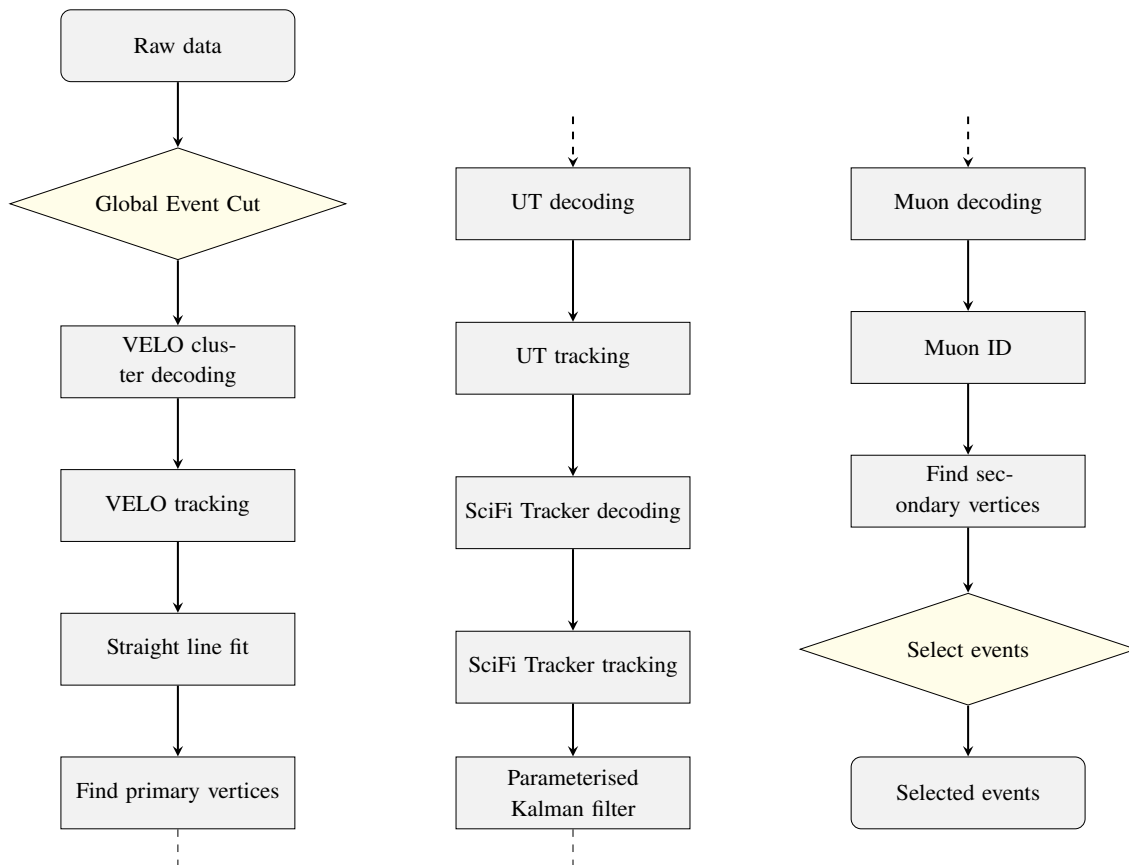 Raw data
Global Event Cut
VELO clus-
ter decoding
VELO tracking
Straight line fit
Find primary vertices
UT decoding
UT tracking
SciFi Tracker decoding
SciFi Tracker tracking
Parameterised
Kalman filter
Muon decoding
Muon ID
Find sec-
ondary vertices
Select events
Selected events